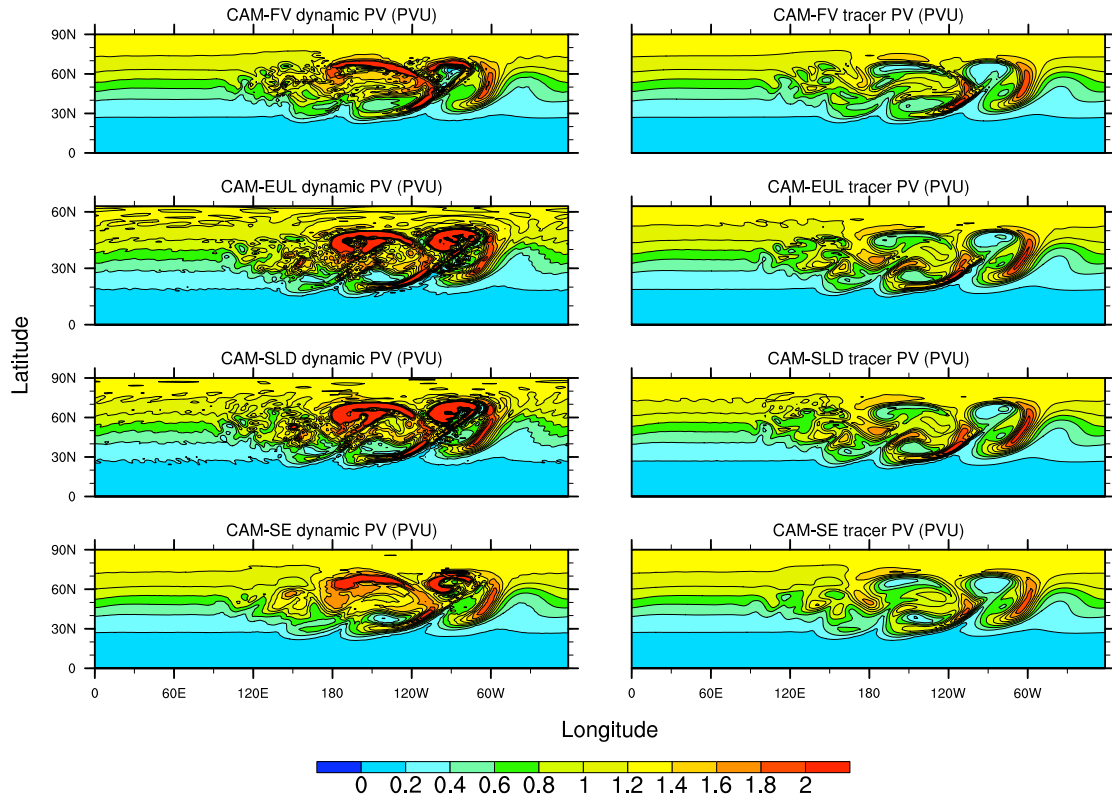 CAM-FV dynamic PV (PVU)
CAM-FV tracer PV (PVU)
90N
60N
30N
0
CAM-EUL dynamic PV (PVU)
CAM-EUL tracer PV (PVU)
60N
30N
0
CAM-SLD dynamic PV (PVU)
CAM-SLD tracer PV (PVU)
90N
60N
30N
0
CAM-SE dynamic PV (PVU)
CAM-SE tracer PV (PVU)
90N
60N
30N
0
0 60E 120E 180 120W 60W
0 60E 120E 180 120W 60W
Latitude
Longitude
0 0.2 0.4 0.6 0.8 1 1.2 1.4 1.6 1.8 2